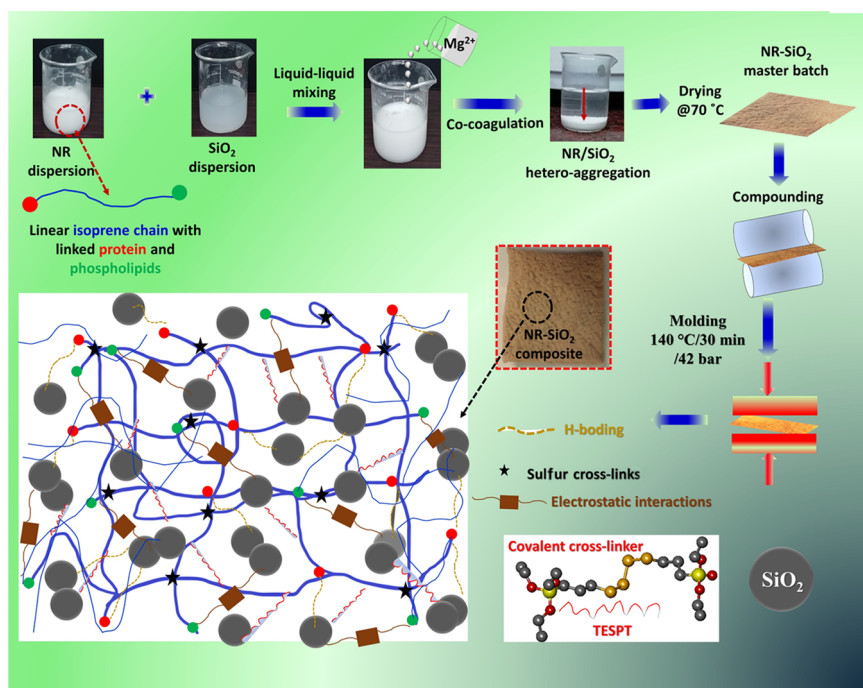 Mg2+
Liquid-liquid
mixing
Co-coagulation
Drying
@70 ˚C
NR-SiO2
master batch
NR
dispersion
SiO2
dispersion
NR/SiO2
hetero-aggregation
Linear isoprene chain with
linked protein and
phospholipids
Compounding
NR-SiO2
composite
Molding
140 °C/30 min
/42 bar
H-boding
Sulfur cross-links
Electrostatic interactions
Covalent cross-linker
TESPT
SiO2